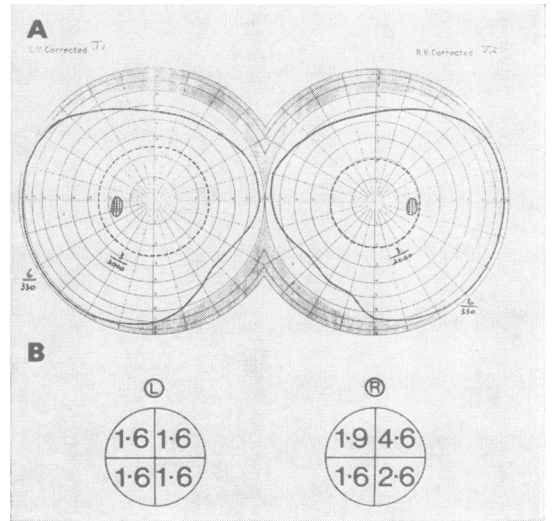 A
L.V. Corrected J1
R.V. Corrected J2
3/2000
3/2000
6/330
6/330
B
L
R
1·6 1·6
1·6 1·6
1·9 4·6
1·6 2·6